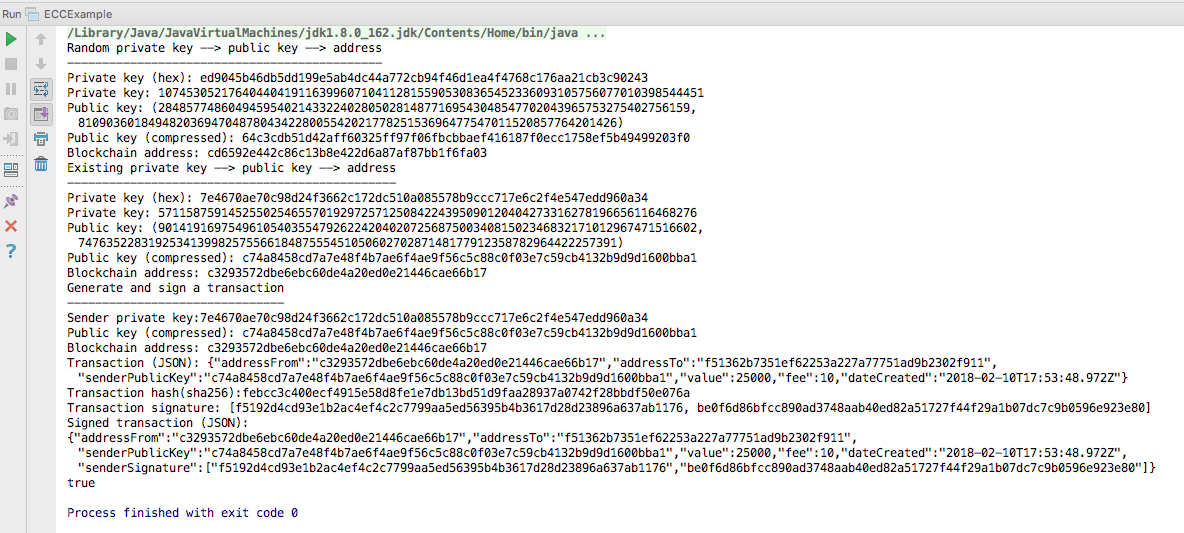 Run ECCExample
/Library/Java/JavaVirtualMachines/jdk1.8.0_162.jdk/Contents/Home/bin/java ...
Random private key ––> public key ––> address
–––––––––––––––––––––––––––––––––––––––––––––
Private key (hex): ed9045b46db5dd199e5ab4dc44a772cb94f46d1ea4f4768c176aa21cb3c90243
Private key: 107453052176404440419116399607104112815590530836545233609310575607701039​8544451
Public key: (28485774860494595402143322402805028148771695430485477020439657532754027​56159,
81090360184948203694704878043422800554202177825153696477547011520857764201426)
Public key (compressed): 64c3cdb51d42aff60325ff97f06fbcbbaef416187f0ecc1758ef5b49499203f0
Blockchain address: cd6592e442c86c13b8e422d6a87af87bb1f6fa03
Existing private key ––> public key ––> address
–––––––––––––––––––––––––––––––––––––––––––––––
Private key (hex): 7e4670ae70c98d24f3662c172dc510a085578b9ccc717e6c2f4e547edd960a34
Private key: 57115875914525502546557019297257125084224395090120404273316278196656116468276
Public key: (90141916975496105403554792622420402072568750034081502346832171012967471516602,
74763522831925341399825755661848755545105060270287148177912358782964422257391)
Public key (compressed): c74a8458cd7a7e48f4b7ae6f4ae9f56c5c88c0f03e7c59cb4132b9d9d1600bba1
Blockchain address: c3293572dbe6ebc60de4a20ed0e21446cae66b17
Generate and sign a transaction
–––––––––––––––––––––––––––––––
Sender private key:7e4670ae70c98d24f3662c172dc510a085578b9ccc717e6c2f4e547edd960a34
Public key (compressed): c74a8458cd7a7e48f4b7ae6f4ae9f56c5c88c0f03e7c59cb4132b9d9d1600bba1
Blockchain address: c3293572dbe6ebc60de4a20ed0e21446cae66b17
Transaction (JSON): {"addressFrom":"c3293572dbe6ebc60de4a20ed0e21446cae66b17","addressTo":"f51362b7351ef62253a227a77751ad9b2302f911",
"senderPublicKey":"c74a8458cd7a7e48f4b7ae6f4ae9f56c5c88c0f03e7c59cb4132b9d9d1600bba1","value":25000,"fee":10,"dateCreated":"2018-02-10T17:53:48.972Z"}
Transaction hash(sha256):febcc3c400ecf4915e58d8fe1e7db13bd51d9faa28937a0742f28bbdf50e076a
Transaction signature: [f5192d4cd93e1b2ac4ef4c2c7799aa5ed56395b4b3617d28d23896a637ab1176, be0f6d86bfcc890ad3748aab40ed82a51727f44f29a1b07dc7c9b0596e923e80]
Signed transaction (JSON):
{"addressFrom":"c3293572dbe6ebc60de4a20ed0e21446cae66b17","addressTo":"f51362b7351ef62253a227a77751ad9b2302f911",
"senderPublicKey":"c74a8458cd7a7e48f4b7ae6f4ae9f56c5c88c0f03e7c59cb4132b9d9d1600bba1","value":25000,"fee":10,"dateCreated":"2018-02-10T17:53:48.972Z",
"senderSignature":["f5192d4cd93e1b2ac4ef4c2c7799aa5ed56395b4b3617d28d23896a637ab1176","be0f6d86bfcc890ad3748aab40ed82a51727f44f29a1b07dc7c9b0596e923e80"]}
true
Process finished with exit code 0